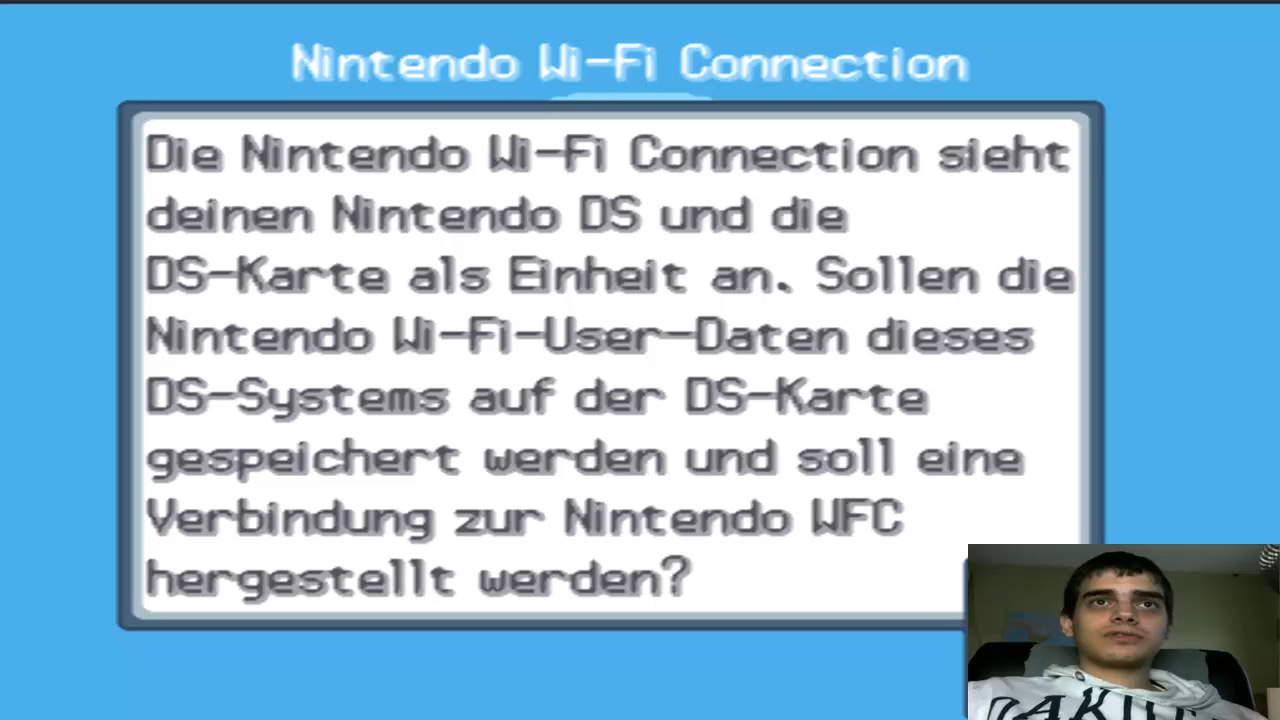 Nintendo Wi-Fi Connection
Die Nintendo Wi-Fi Connection sieht
deinen Nintendo DS und die
DS-Karte als Einheit an. Sollen die
Nintendo Wi-Fi-User-Daten dieses
DS-Systems auf der DS-Karte
gespeichert werden und soll eine
Verbindung zur Nintendo WFC
hergestellt werden?